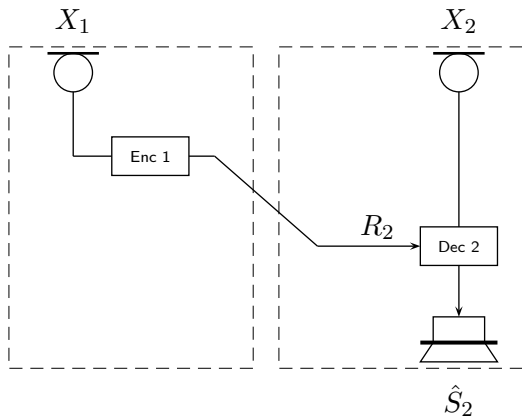 X₁ X₂
Enc 1
R₂
Dec 2
Ŝ₂